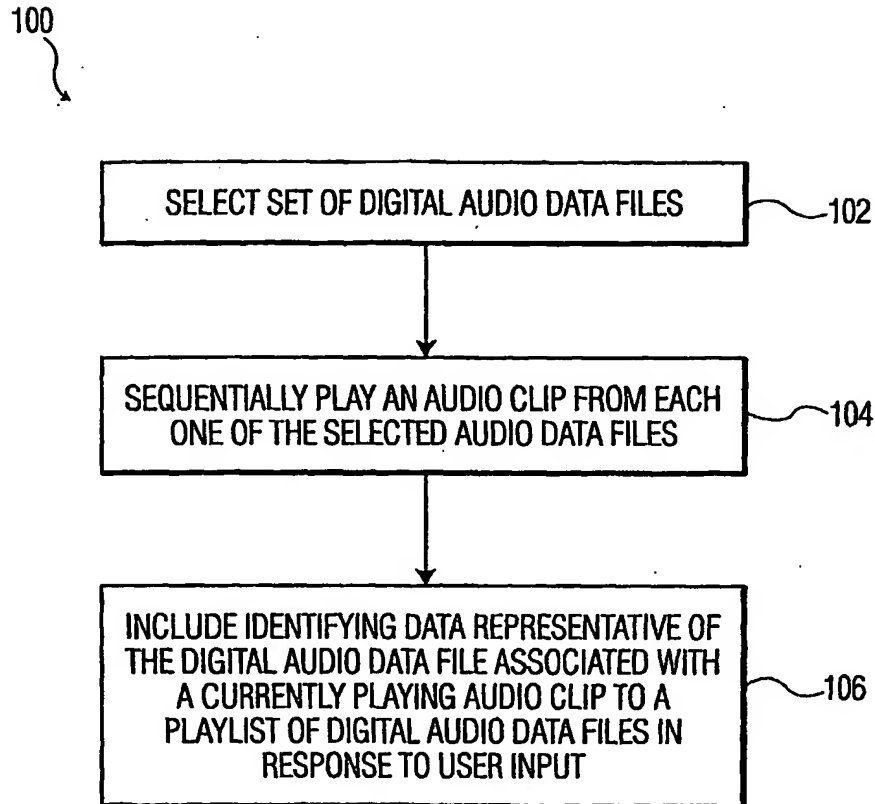 100
SELECT SET OF DIGITAL AUDIO DATA FILES
102
SEQUENTIALLY PLAY AN AUDIO CLIP FROM EACH
ONE OF THE SELECTED AUDIO DATA FILES
104
INCLUDE IDENTIFYING DATA REPRESENTATIVE OF
THE DIGITAL AUDIO DATA FILE ASSOCIATED WITH
A CURRENTLY PLAYING AUDIO CLIP TO A
PLAYLIST OF DIGITAL AUDIO DATA FILES IN
RESPONSE TO USER INPUT
106